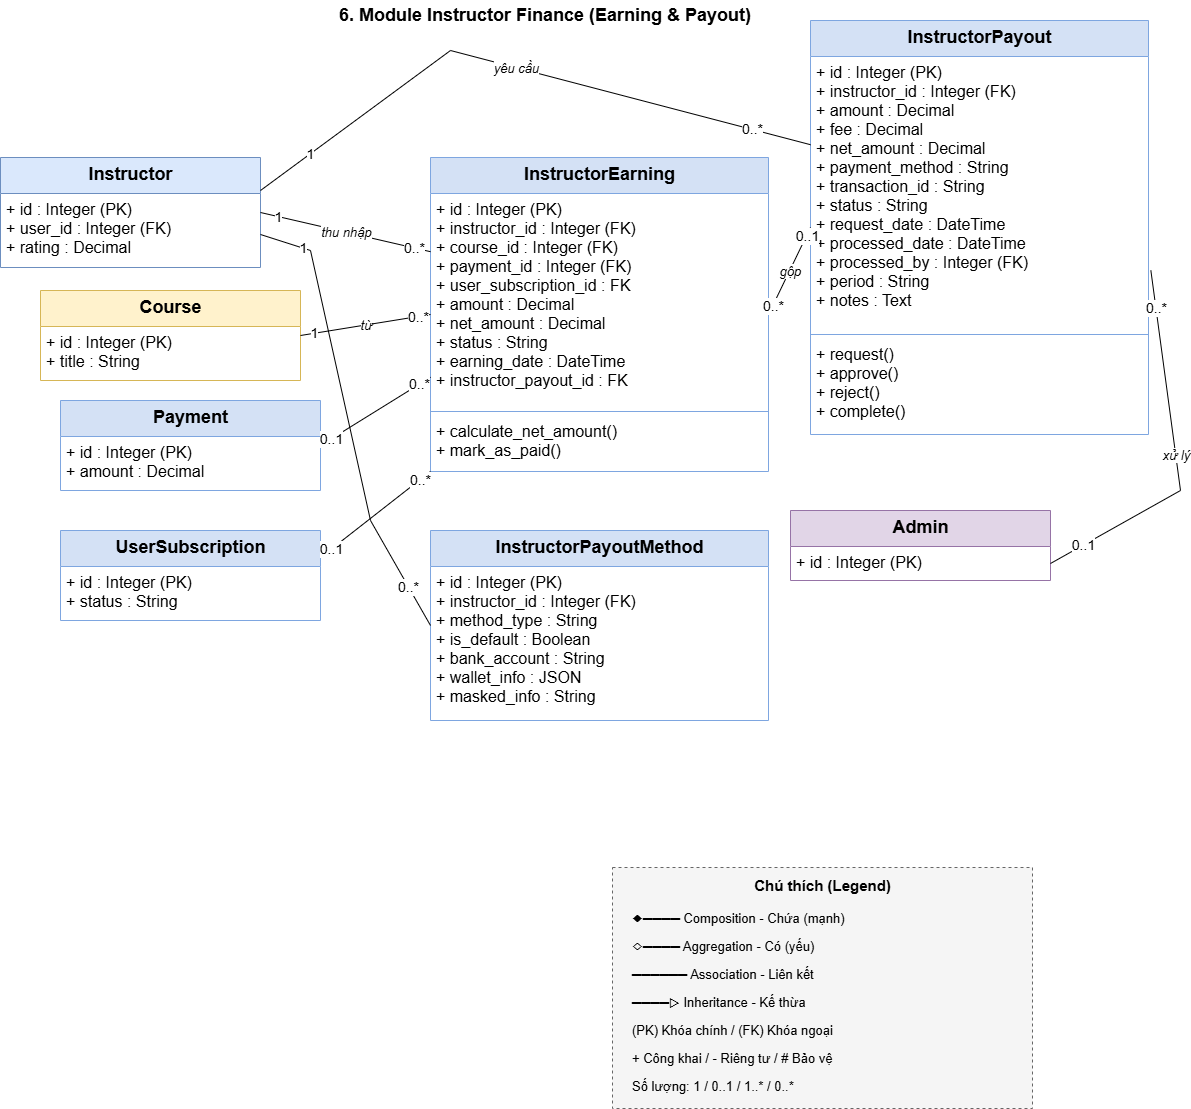 6. Module Instructor Finance (Earning & Payout)
Instructor
+ id : Integer (PK)
+ user_id : Integer (FK)
+ rating : Decimal
Course
+ id : Integer (PK)
+ title : String
Payment
+ id : Integer (PK)
+ amount : Decimal
UserSubscription
+ id : Integer (PK)
+ status : String
InstructorEarning
+ id : Integer (PK)
+ instructor_id : Integer (FK)
+ course_id : Integer (FK)
+ payment_id : Integer (FK)
+ user_subscription_id : FK
+ amount : Decimal
+ net_amount : Decimal
+ status : String
+ earning_date : DateTime
+ instructor_payout_id : FK
+ calculate_net_amount()
+ mark_as_paid()
InstructorPayoutMethod
+ id : Integer (PK)
+ instructor_id : Integer (FK)
+ method_type : String
+ is_default : Boolean
+ bank_account : String
+ wallet_info : JSON
+ masked_info : String
InstructorPayout
+ id : Integer (PK)
+ instructor_id : Integer (FK)
+ amount : Decimal
+ fee : Decimal
+ net_amount : Decimal
+ payment_method : String
+ transaction_id : String
+ status : String
+ request_date : DateTime
+ processed_date : DateTime
+ processed_by : Integer (FK)
+ period : String
+ notes : Text
+ request()
+ approve()
+ reject()
+ complete()
Admin
+ id : Integer (PK)
1
yêu cầu
0..*
1
thu nhập
0..*
1
0..*
1
từ
0..*
0..1
0..*
0..1
0..*
0..1
gộp
0..*
0..*
xử lý
0..1
Chú thích (Legend)
◆──── Composition - Chứa (mạnh)
◇──── Aggregation - Có (yếu)
────── Association - Liên kết
────▷ Inheritance - Kế thừa
(PK) Khóa chính / (FK) Khóa ngoại
+ Công khai / - Riêng tư / # Bảo vệ
Số lượng: 1 / 0..1 / 1..* / 0..*